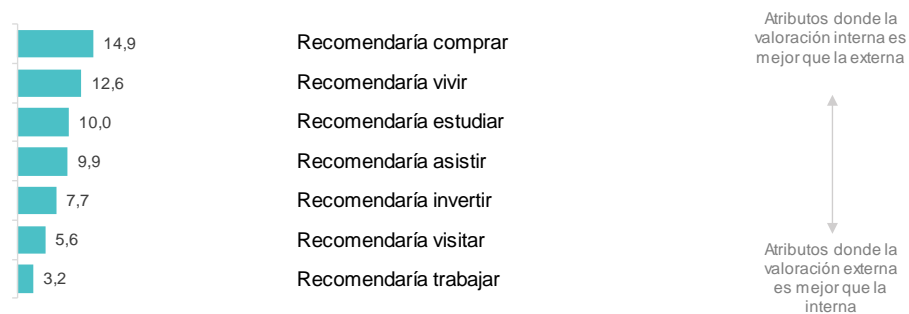 14,9 Recomendaría comprar
12,6 Recomendaría vivir
10,0 Recomendaría estudiar
9,9 Recomendaría asistir
7,7 Recomendaría invertir
5,6 Recomendaría visitar
3,2 Recomendaría trabajar
Atributos donde la
valoración interna es
mejor que la externa
Atributos donde la
valoración externa
es mejor que la
interna